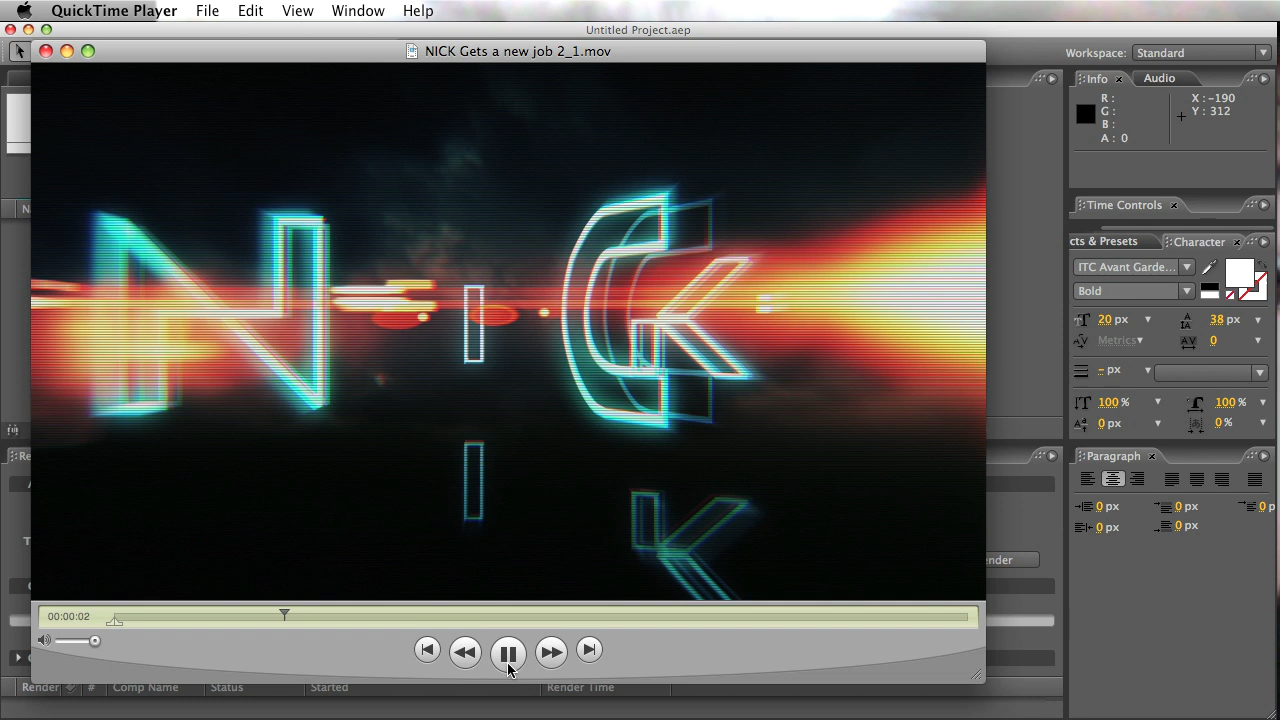 QuickTime Player File Edit View Window Help
Untitled Project.aep
NICK Gets a new job 2_1.mov
Workspace: Standard
Info Audio
R :
G :
B :
A : 0
X : -190
Y : 312
Time Controls
cts & Presets Character
ITC Avant Garde...
Bold
20 px 38 px
Metrics 0
- px
100 % 100 %
0 px 0 %
Paragraph
0 px 0 px 0 p
0 px 0 px
N I C K
I K
ender
00:00:02
Render # Comp Name Status Started Render Time